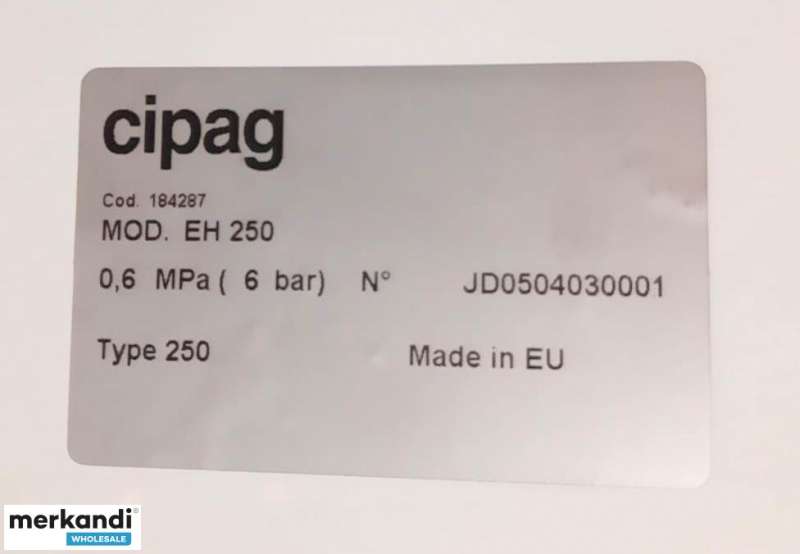 cipag
Cod. 184287
MOD. EH 250
0,6 MPa ( 6 bar) N° JD0504030001
Type 250 Made in EU
merkandi
WHOLESALE